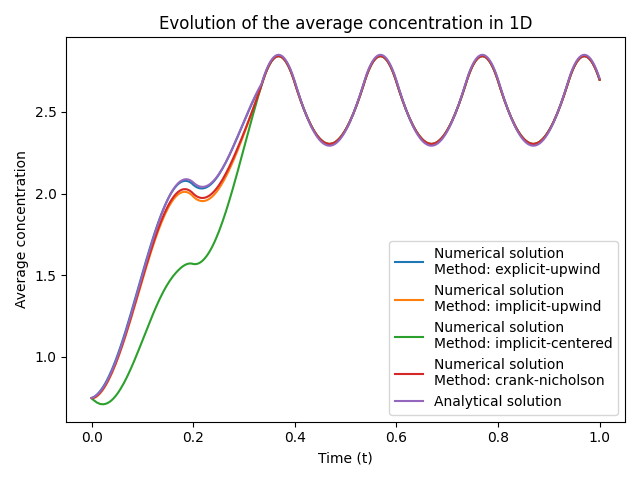 Evolution of the average concentration in 1D
Average concentration
2.5
2.0
1.5
1.0
0.0
0.2
0.4
0.6
0.8
1.0
Time (t)
Numerical solution
Method: explicit-upwind
Numerical solution
Method: implicit-upwind
Numerical solution
Method: implicit-centered
Numerical solution
Method: crank-nicholson
Analytical solution